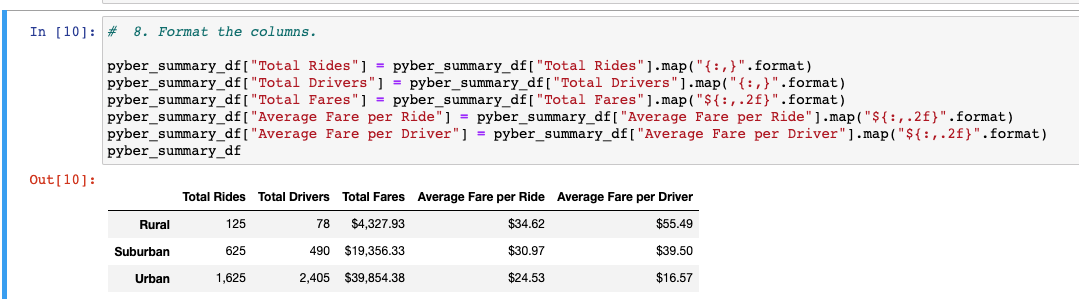 In [10]: #  8. Format the columns.
pyber_summary_df["Total Rides"] = pyber_summary_df["Total Rides"].map("{:,}".format)
pyber_summary_df["Total Drivers"] = pyber_summary_df["Total Drivers"].map("{:,}".format)
pyber_summary_df["Total Fares"] = pyber_summary_df["Total Fares"].map("${:,.2f}".format)
pyber_summary_df["Average Fare per Ride"] = pyber_summary_df["Average Fare per Ride"].map("${:,.2f}".format)
pyber_summary_df["Average Fare per Driver"] = pyber_summary_df["Average Fare per Driver"].map("${:,.2f}".format)
pyber_summary_df
Out[10]:
Total Rides Total Drivers Total Fares Average Fare per Ride Average Fare per Driver
Rural 125 78 $4,327.93 $34.62 $55.49
Suburban 625 490 $19,356.33 $30.97 $39.50
Urban 1,625 2,405 $39,854.38 $24.53 $16.57